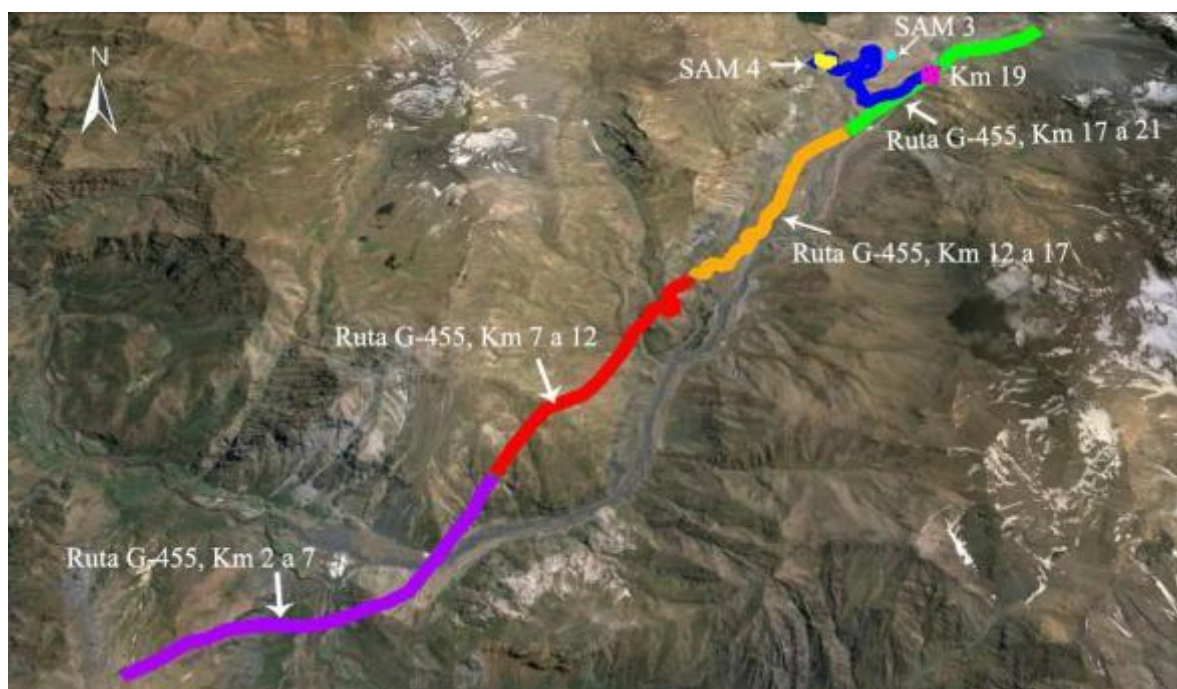 N
SAM 3
SAM 4
Km 19
Ruta G-455, Km 17 a 21
Ruta G-455, Km 12 a 17
Ruta G-455, Km 7 a 12
Ruta G-455, Km 2 a 7